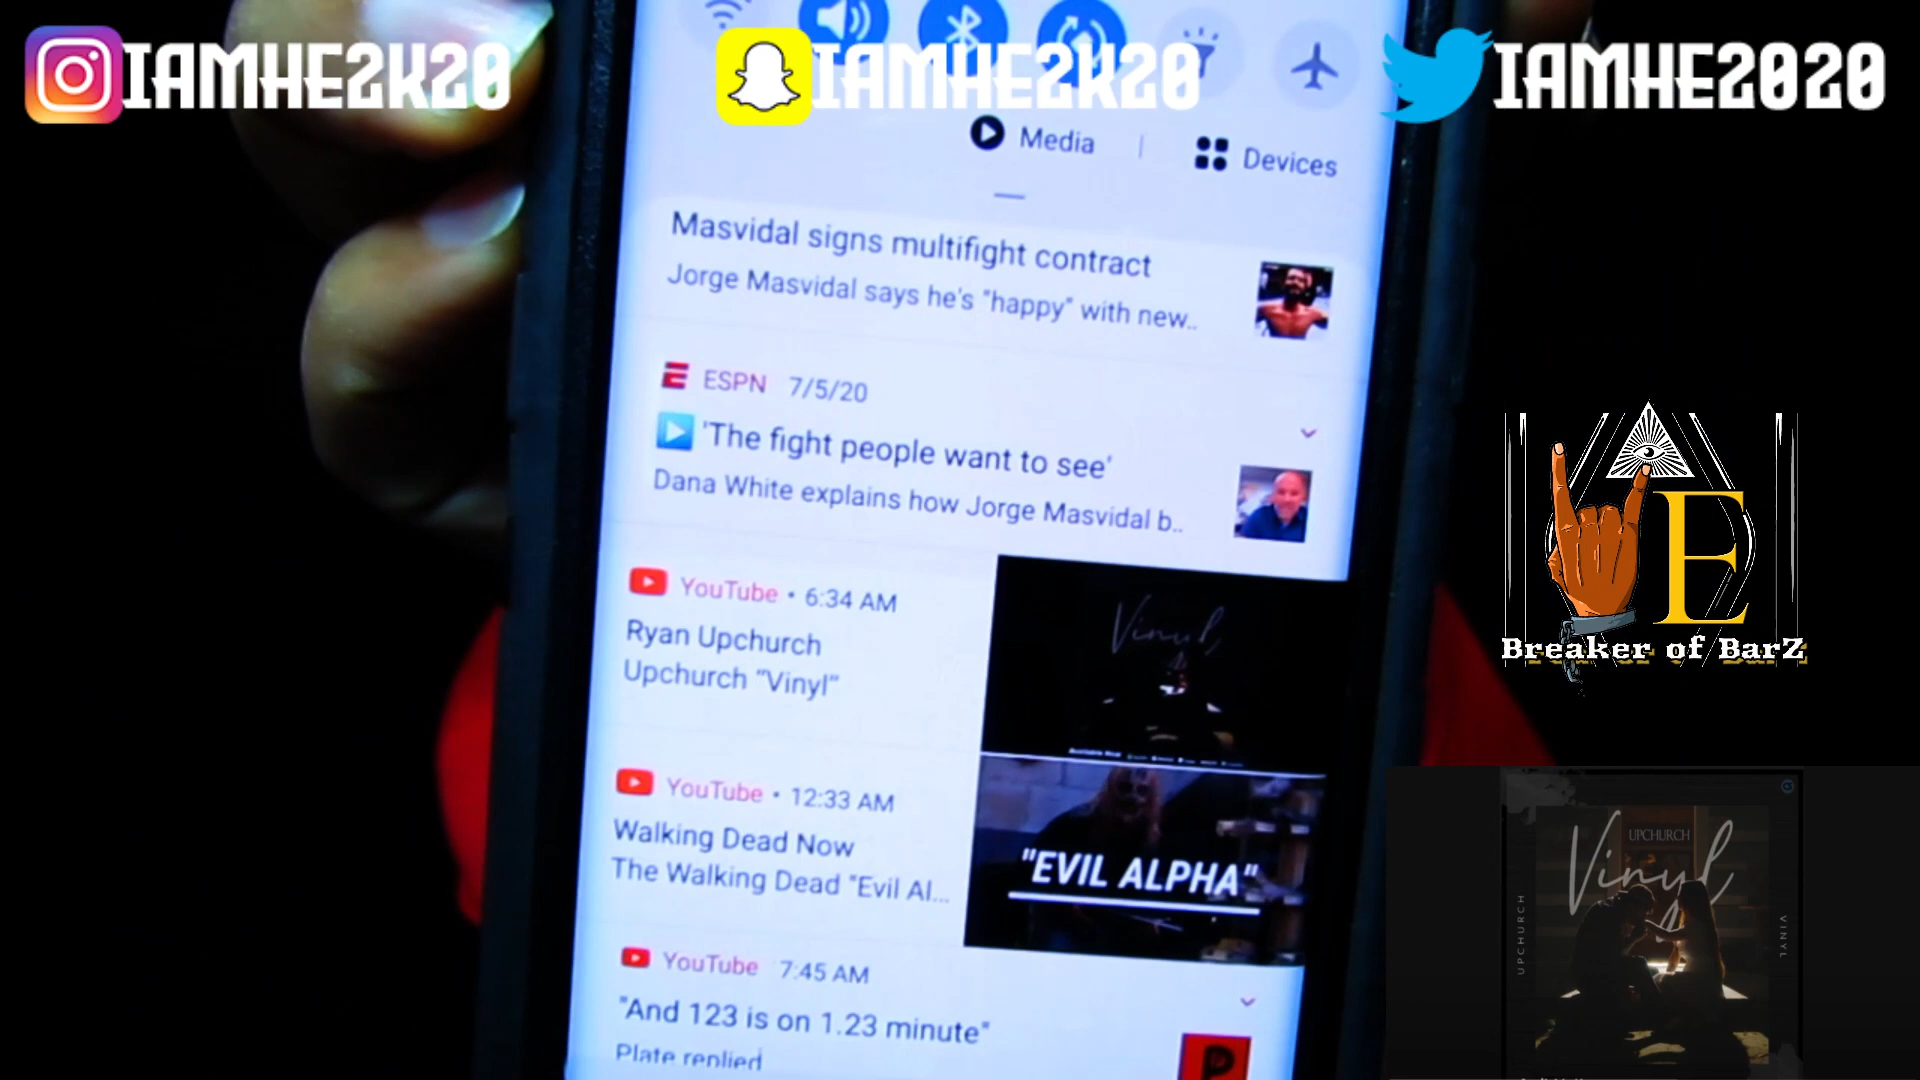 IAMHE2K20
IAMHE2K20
IAMHE2020
Media | Devices
Masvidal signs multifight contract
Jorge Masvidal says he's "happy" with new..
ESPN 7/5/20
'The fight people want to see'
Dana White explains how Jorge Masvidal b..
YouTube • 6:34 AM
Ryan Upchurch
Upchurch "Vinyl"
Vinyl
YouTube • 12:33 AM
Walking Dead Now
The Walking Dead "Evil Al...
"EVIL ALPHA"
YouTube 7:45 AM
"And 123 is on 1.23 minute"
Plate replied
P
E
Breaker of BarZ
UPCHURCH
Vinyl
UPCHURCH
VINYL